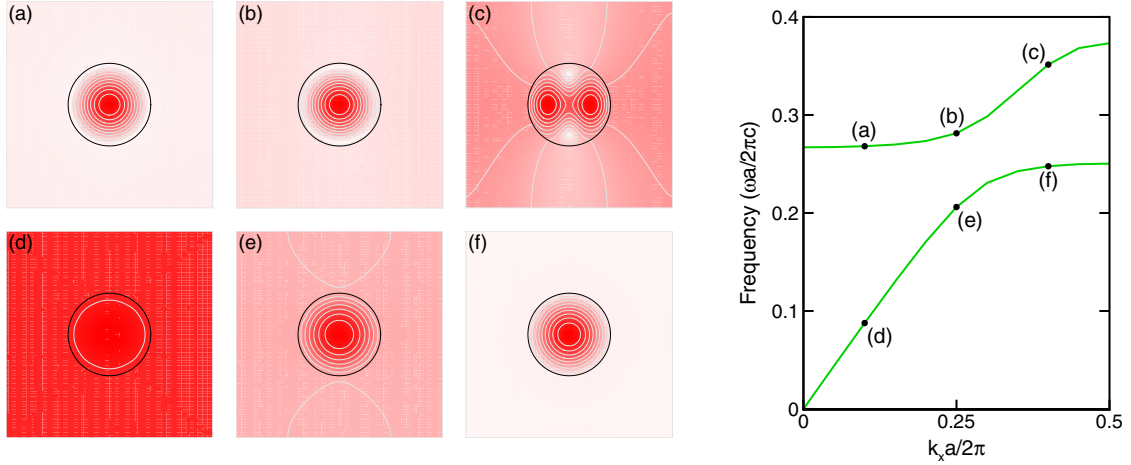 (a)
(b)
(c)
(d)
(e)
(f)
0.4
0.3
0.2
0.1
0
Frequency (ωa/2πc)
(a)
(b)
(c)
(d)
(e)
(f)
0
0.25
0.5
kₓa/2π